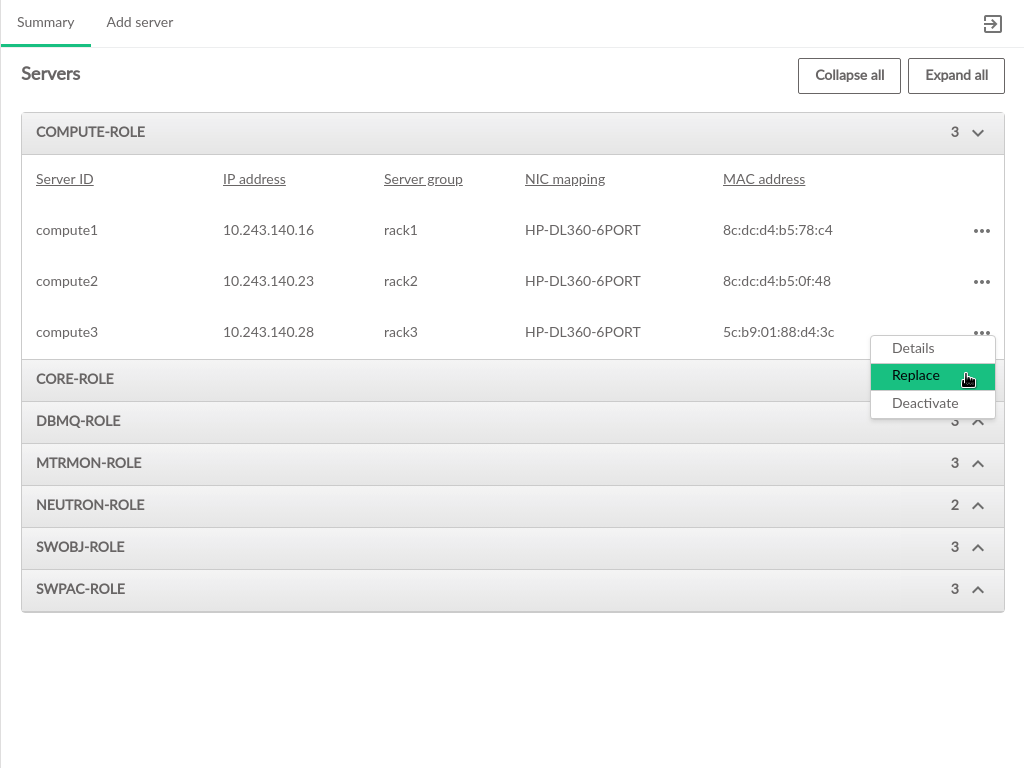 Summary Add server
Servers Collapse all Expand all
COMPUTE-ROLE 3
Server ID IP address Server group NIC mapping MAC address
compute1 10.243.140.16 rack1 HP-DL360-6PORT 8c:dc:d4:b5:78:c4
compute2 10.243.140.23 rack2 HP-DL360-6PORT 8c:dc:d4:b5:0f:48
compute3 10.243.140.28 rack3 HP-DL360-6PORT 5c:b9:01:88:d4:3c
Details
Replace
Deactivate
CORE-ROLE
DBMQ-ROLE 3
MTRMON-ROLE 3
NEUTRON-ROLE 2
SWOBJ-ROLE 3
SWPAC-ROLE 3